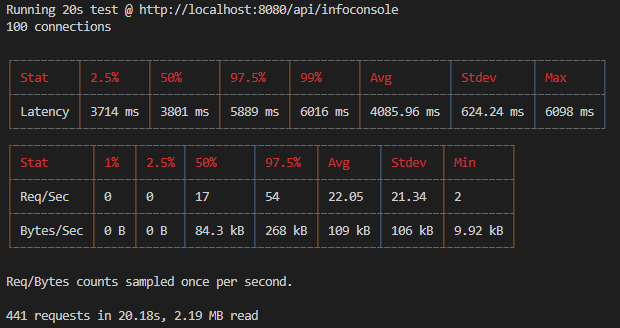 Running 20s test @ http://localhost:8080/api/infoconsole
100 connections
Stat 2.5% 50% 97.5% 99% Avg Stdev Max
Latency 3714 ms 3801 ms 5889 ms 6016 ms 4085.96 ms 624.24 ms 6098 ms
Stat 1% 2.5% 50% 97.5% Avg Stdev Min
Req/Sec 0 0 17 54 22.05 21.34 2
Bytes/Sec 0 B 0 B 84.3 kB 268 kB 109 kB 106 kB 9.92 kB
Req/Bytes counts sampled once per second.
441 requests in 20.18s, 2.19 MB read